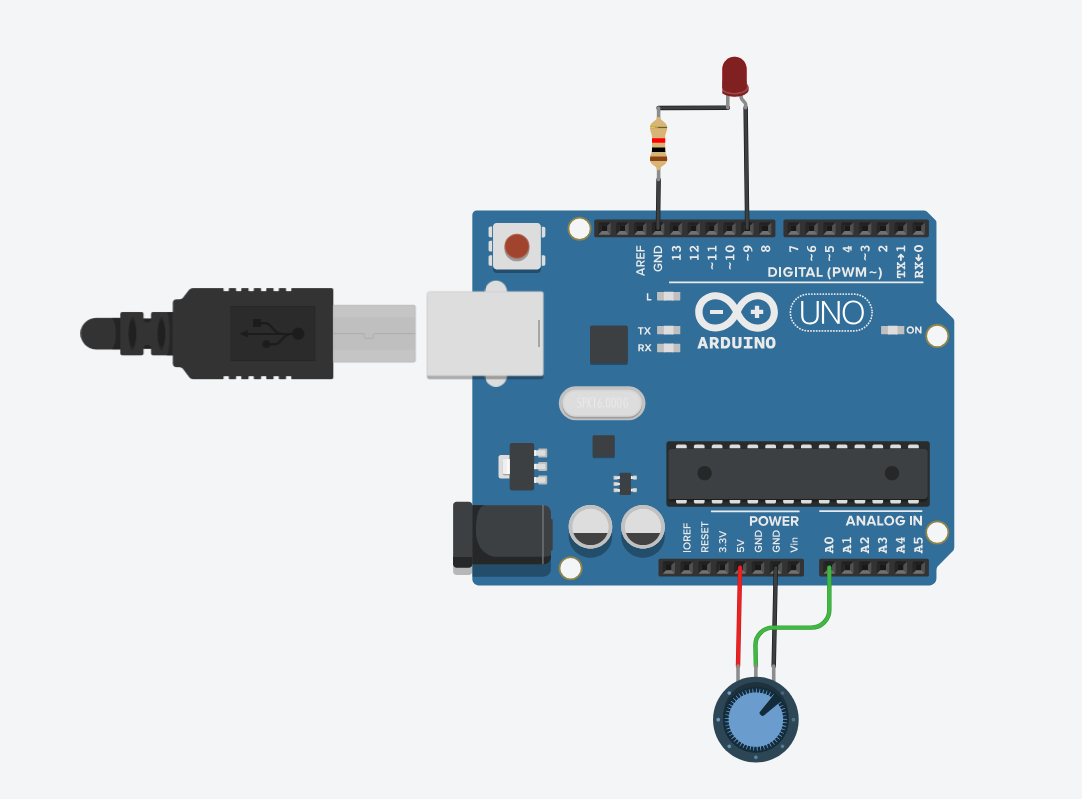 AREF
GND
13
12
~11
~10
~9
8
7
~6
~5
4
~3
2
TX→1
RX←0
DIGITAL (PWM~)
L
TX
RX
ARDUINO
UNO
ON
SPK16.000G
POWER
ANALOG IN
IOREF
RESET
3.3V
5V
GND
GND
Vin
A0
A1
A2
A3
A4
A5